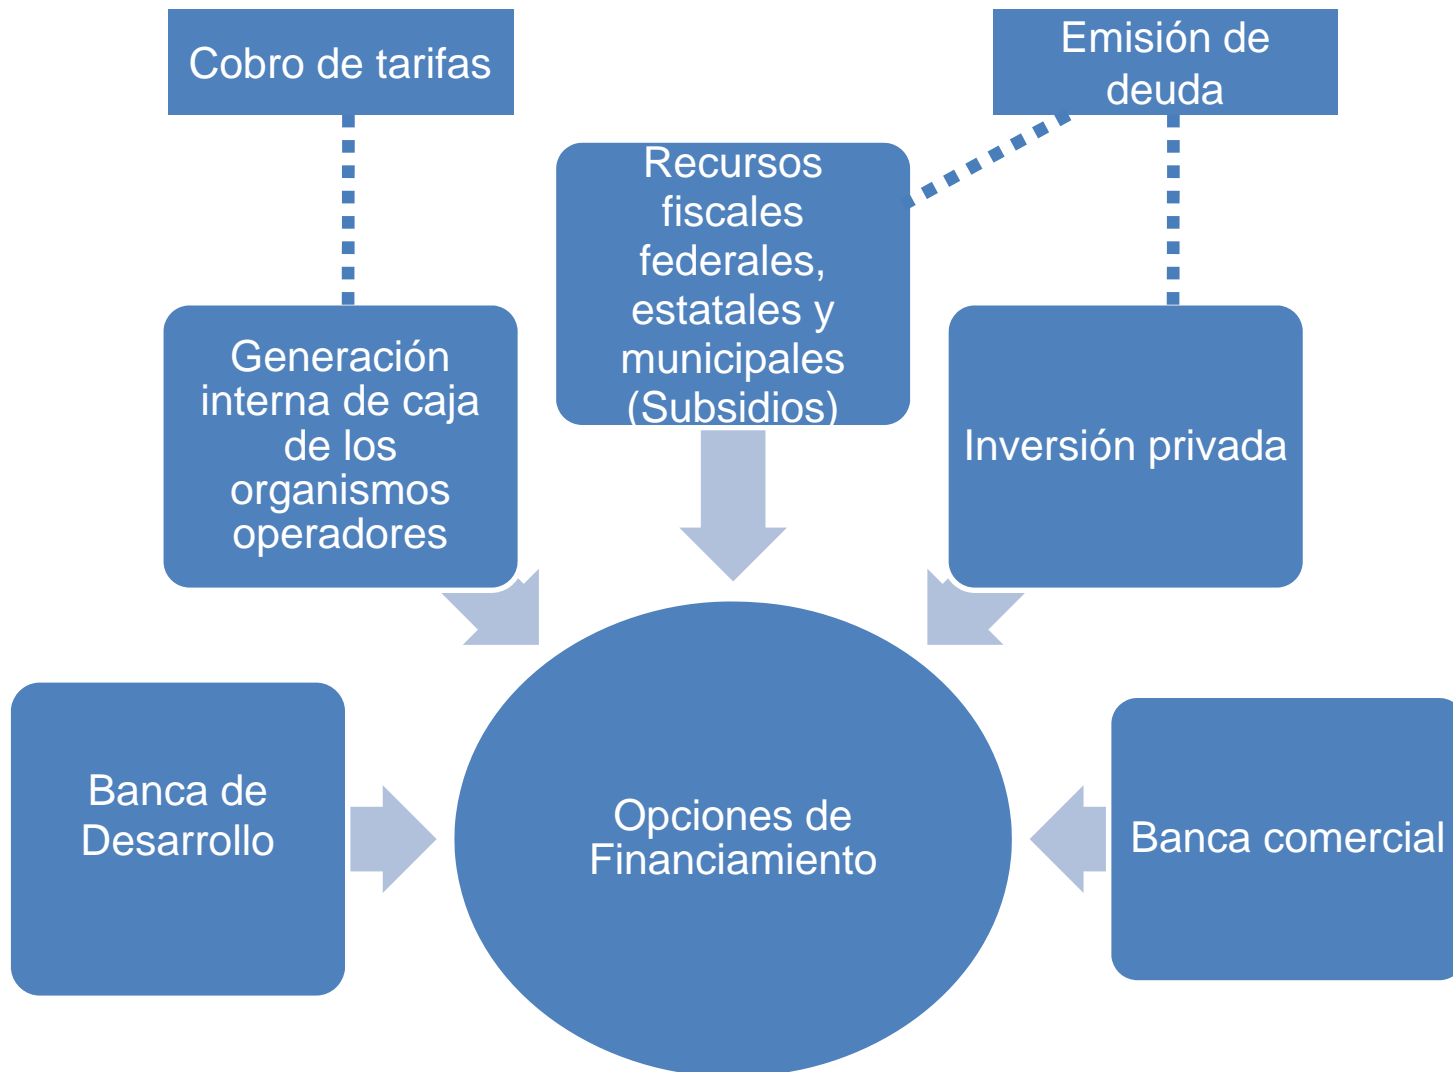 Cobro de tarifas
Emisión de
deuda
Recursos
fiscales
federales,
estatales y
municipales
(Subsidios)
Generación
interna de caja
de los
organismos
operadores
Inversión privada
Banca de
Desarrollo
Opciones de
Financiamiento
Banca comercial